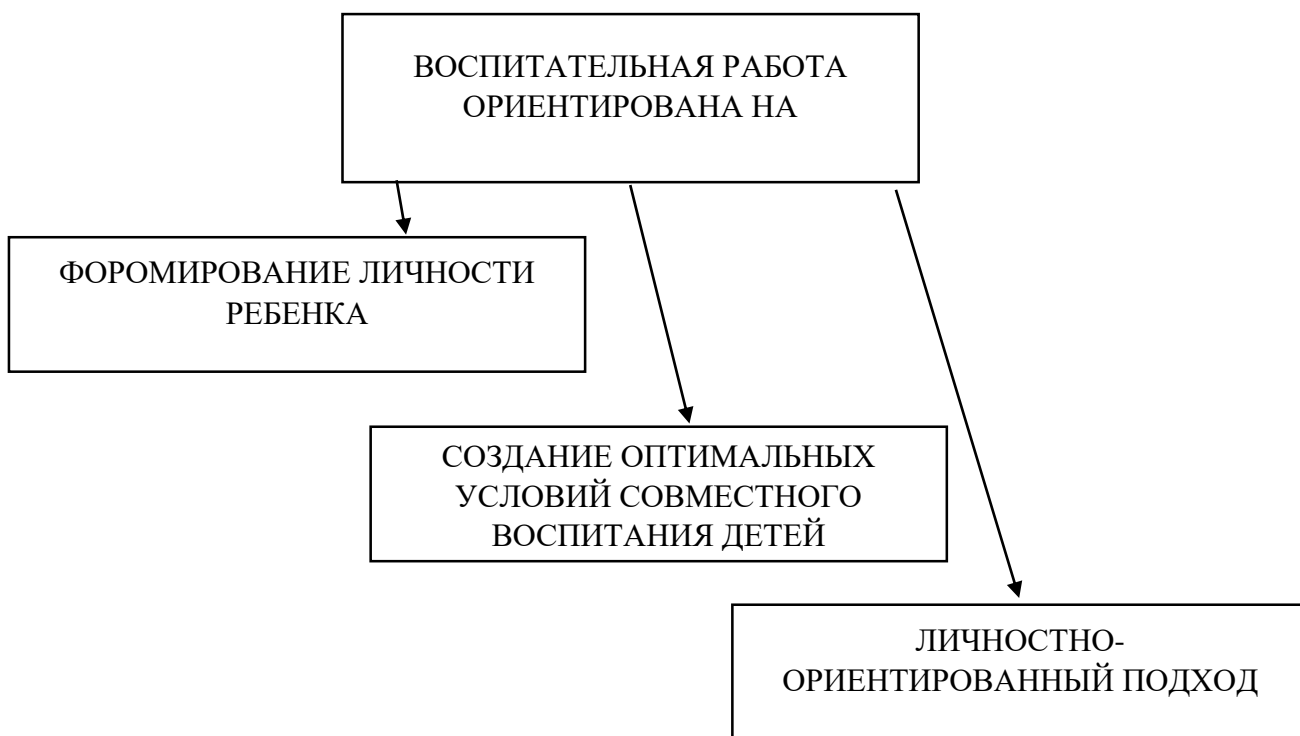 ВОСПИТАТЕЛЬНАЯ РАБОТА
ОРИЕНТИРОВАНА НА
ФОРОМИРОВАНИЕ ЛИЧНОСТИ
РЕБЕНКА
СОЗДАНИЕ ОПТИМАЛЬНЫХ
УСЛОВИЙ СОВМЕСТНОГО
ВОСПИТАНИЯ ДЕТЕЙ
ЛИЧНОСТНО-
ОРИЕНТИРОВАННЫЙ ПОДХОД